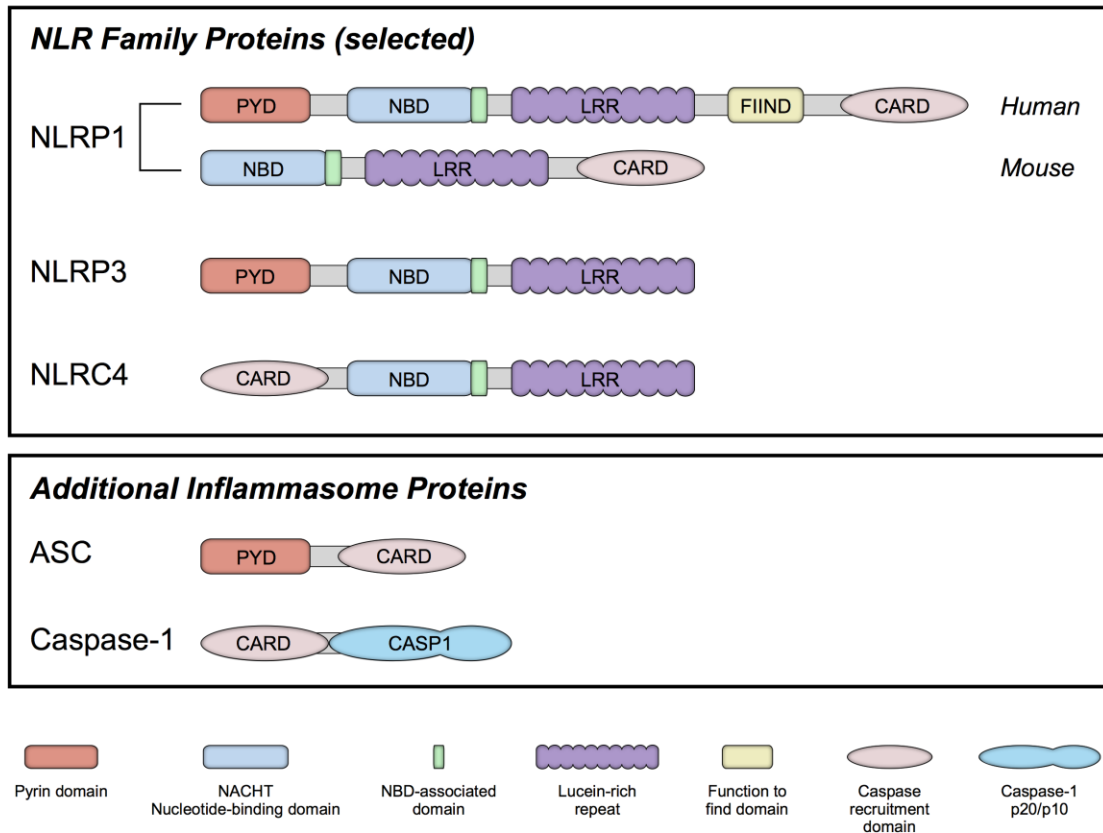 NLR Family Proteins (selected)
NLRP1
PYD NBD LRR FIIND CARD Human
NBD LRR CARD Mouse
NLRP3
PYD NBD LRR
NLRC4
CARD NBD LRR
Additional Inflammasome Proteins
ASC
PYD CARD
Caspase-1
CARD CASP1
Pyrin domain
NACHT
Nucleotide-binding domain
NBD-associated
domain
Lucein-rich
repeat
Function to
find domain
Caspase
recruitment
domain
Caspase-1
p20/p10